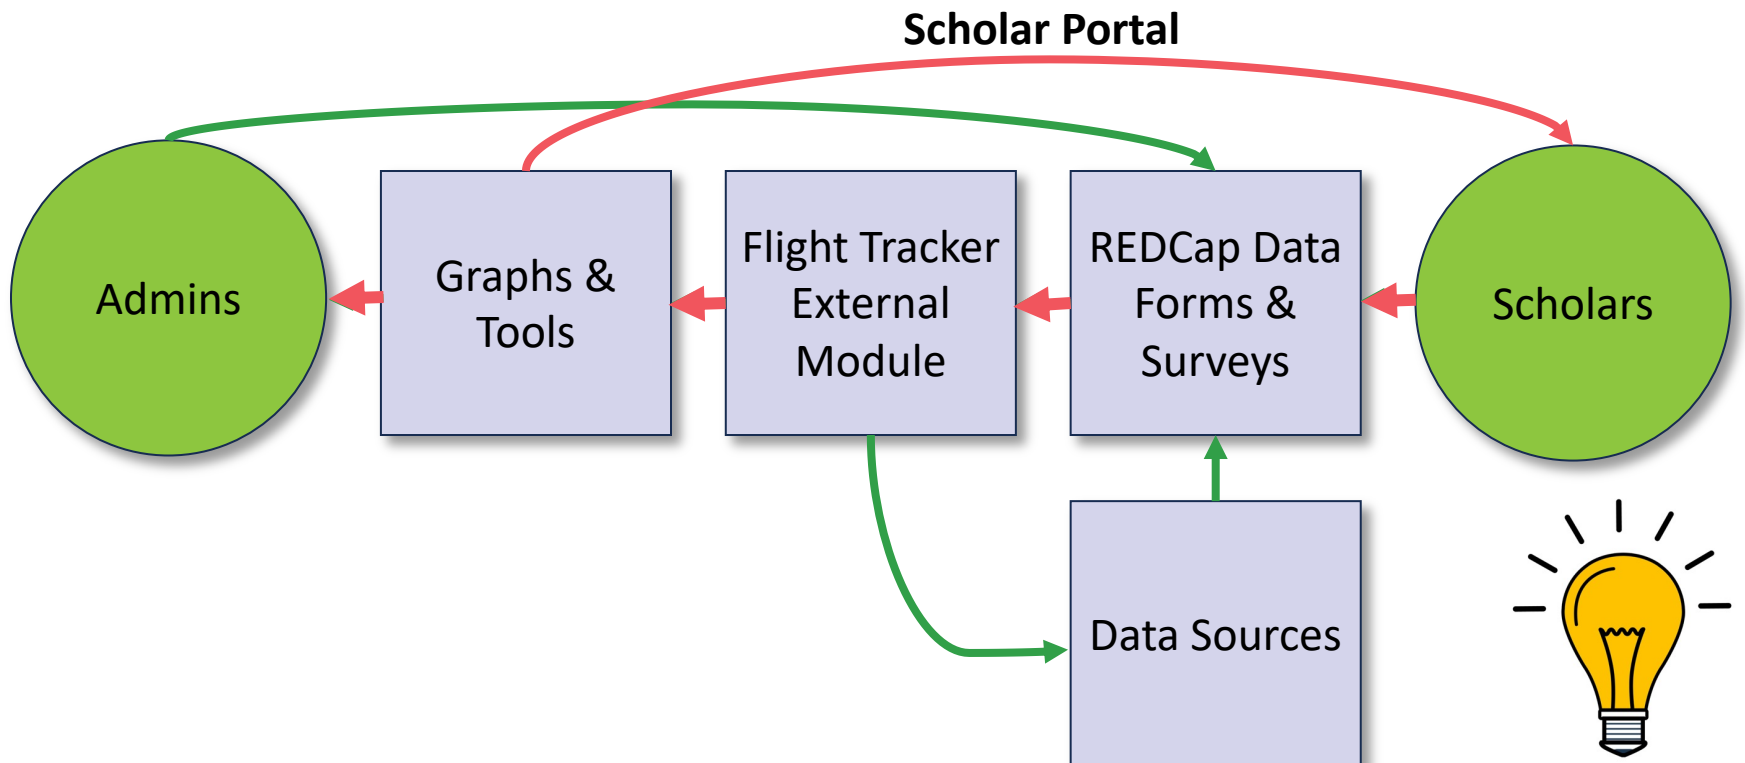 Scholar Portal
Admins
Graphs &
Tools
Flight Tracker
External
Module
REDCap Data
Forms &
Surveys
Scholars
Data Sources